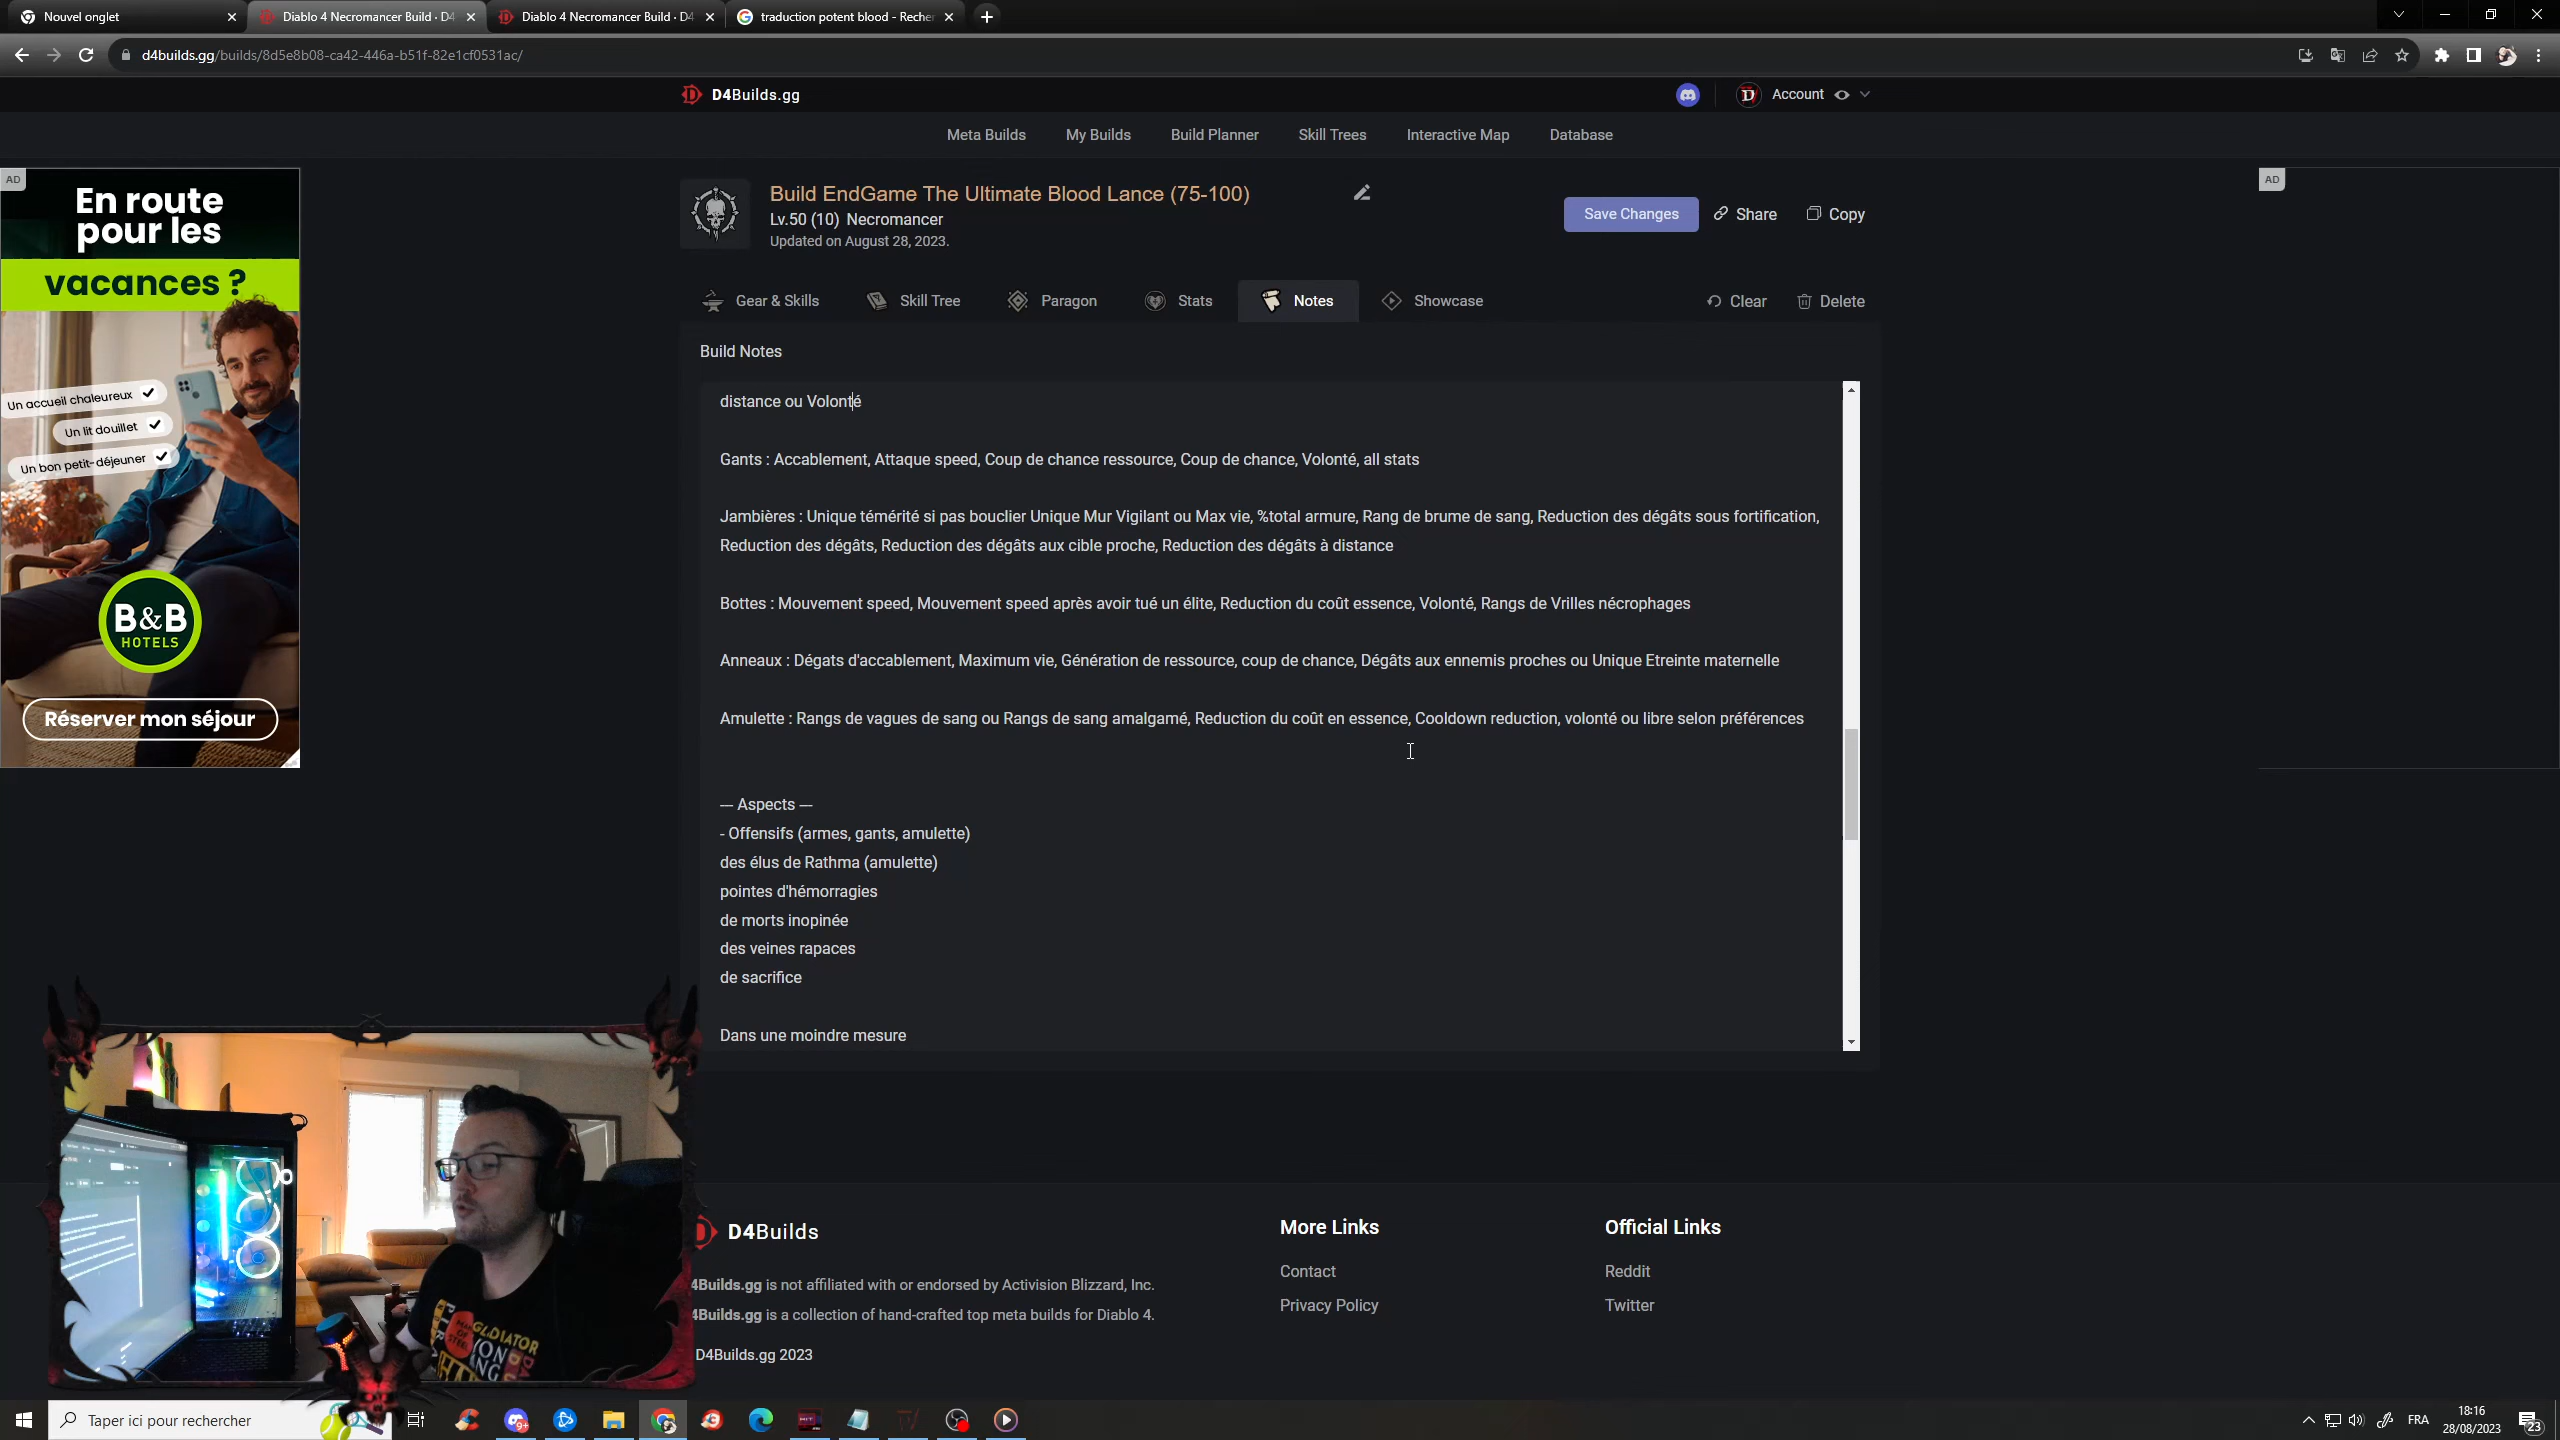 Nouvel onglet
Diablo 4 Necromancer Build · D4
Diablo 4 Necromancer Build · D4
traduction potent blood - Recher
d4builds.gg/builds/8d5e8b08-ca42-446a-b51f-82e1cf0531ac/
D4Builds.gg
Account
Meta Builds
My Builds
Build Planner
Skill Trees
Interactive Map
Database
AD
En route
pour les
vacances ?
Un accueil chaleureux
Un lit douillet
Un bon petit-déjeuner
B&B
HOTELS
Réserver mon séjour
AD
Build EndGame The Ultimate Blood Lance (75-100)
Lv.50 (10) Necromancer
Updated on August 28, 2023.
Save Changes
Share
Copy
Gear & Skills
Skill Tree
Paragon
Stats
Notes
Showcase
Clear
Delete
Build Notes
distance ou Volonté
Gants : Accablement, Attaque speed, Coup de chance ressource, Coup de chance, Volonté, all stats
Jambières : Unique témérité si pas bouclier Unique Mur Vigilant ou Max vie, %total armure, Rang de brume de sang, Reduction des dégâts sous fortification,
Reduction des dégâts, Reduction des dégâts aux cible proche, Reduction des dégâts à distance
Bottes : Mouvement speed, Mouvement speed après avoir tué un élite, Reduction du coût essence, Volonté, Rangs de Vrilles nécrophages
Anneaux : Dégats d'accablement, Maximum vie, Génération de ressource, coup de chance, Dégâts aux ennemis proches ou Unique Etreinte maternelle
Amulette : Rangs de vagues de sang ou Rangs de sang amalgamé, Reduction du coût en essence, Cooldown reduction, volonté ou libre selon préférences
--- Aspects ---
- Offensifs (armes, gants, amulette)
des élus de Rathma (amulette)
pointes d'hémorragies
de morts inopinée
des veines rapaces
de sacrifice
Dans une moindre mesure
D4Builds
4Builds.gg is not affiliated with or endorsed by Activision Blizzard, Inc.
4Builds.gg is a collection of hand-crafted top meta builds for Diablo 4.
D4Builds.gg 2023
More Links
Contact
Privacy Policy
Official Links
Reddit
Twitter
GLADIATOR
Taper ici pour rechercher
FRA
18:16
28/08/2023
23